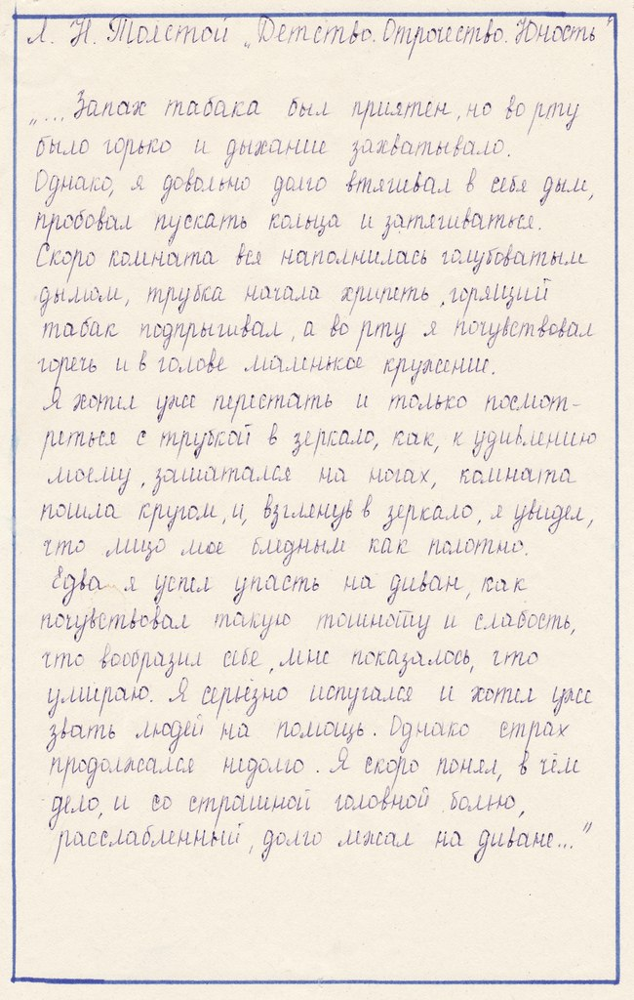 Л. Н. Толстой „Детство. Отрочество. Юность"
„... Запах табака был приятен, но во рту
было горько и дыхание захватывало.
Однако, я довольно долго втягивал в себя дым,
пробовал пускать кольца и затягиваться.
Скоро комната вся наполнилась голубоватым
дымом, трубка начала хрипеть, горящий
табак подпрыгивал, а во рту я почувствовал
горечь и в голове маленькое кружение.
Я хотел уже перестать и только посмот-
реться с трубкой в зеркало, как, к удивлению
моему, зашатался на ногах, комната
пошла кругом, и, взглянув в зеркало, я увидел,
что лицо мое бледным как полотно.
Едва я успел упасть на диван, как
почувствовал такую тошноту и слабость,
что вообразил себе, мне показалось, что
умираю. Я серьёзно испугался и хотел уже
звать людей на помощь. Однако страх
продолжался недолго. Я скоро понял, в чём
дело, и со страшной головной болью,
расслабленный, долго лежал на диване..."